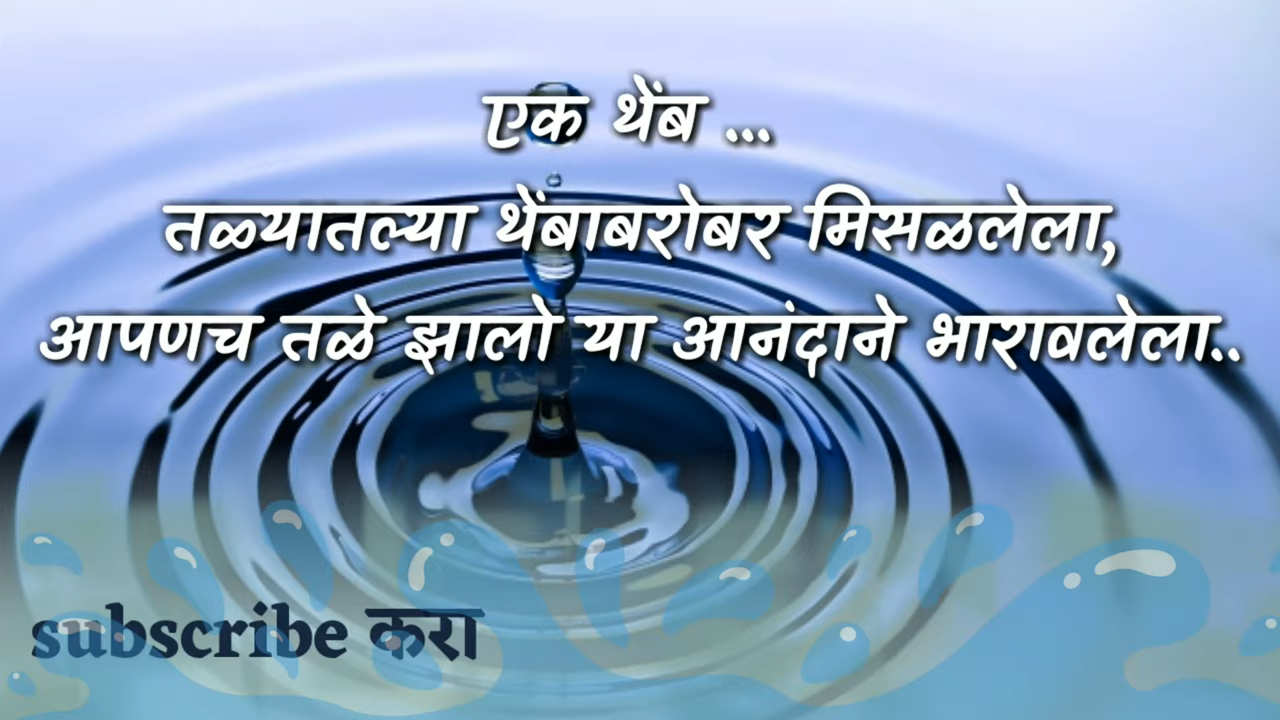 एक थेंब ...
तळ्यातल्या थेंबाबरोबर मिसळलेला,
आपणच तळे झालो या आनंदाने भारावलेला..
subscribe करा